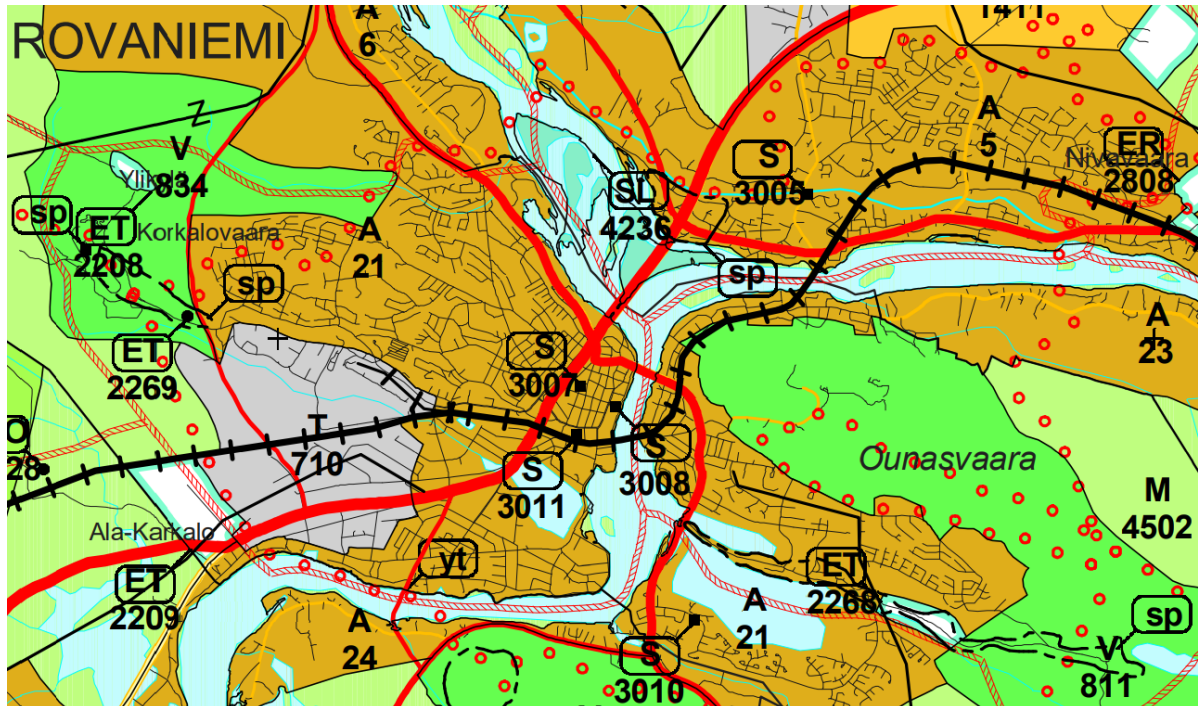 ROVANIEMI
A
6
1411
A
5
ER
Nivavaara
2808
V
834
S
3005
SL
4236
sp
ET
2208
Korkalovaara
A
21
sp
sp
A
23
ET
2269
S
3007
O
28
T
710
S
3011
S
3008
Ounasvaara
M
4502
Ala-Karkalo
ET
2209
yt
ET
2268
A
21
sp
A
24
S
3010
V
811